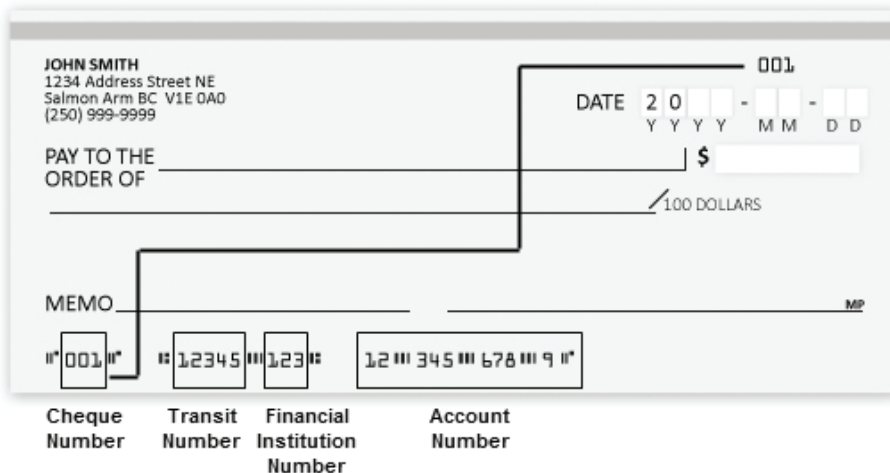 JOHN SMITH
1234 Address Street NE
Salmon Arm BC V1E 0A0
(250) 999-9999
001
DATE 2 0 - -
Y Y Y Y M M D D
PAY TO THE
ORDER OF
$
/100 DOLLARS
MEMO
MP
⑈001⑈ ⑆12345⑉123⑆ 12⑉345⑉678⑉9⑈
Cheque Number
Transit Number
Financial Institution Number
Account Number